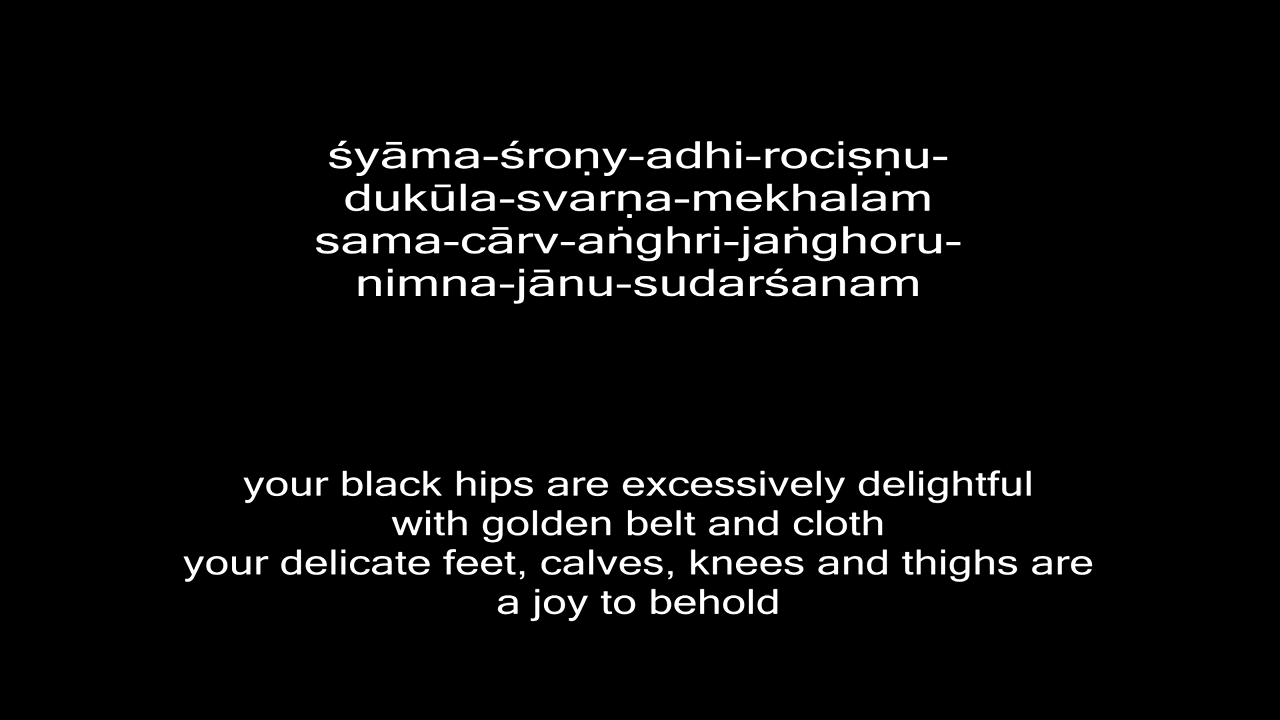 śyāma-śroṇy-adhi-rociṣṇu-
dukūla-svarṇa-mekhalam
sama-cārv-aṅghri-jaṅghoru-
nimna-jānu-sudarśanam
your black hips are excessively delightful
with golden belt and cloth
your delicate feet, calves, knees and thighs are
a joy to behold